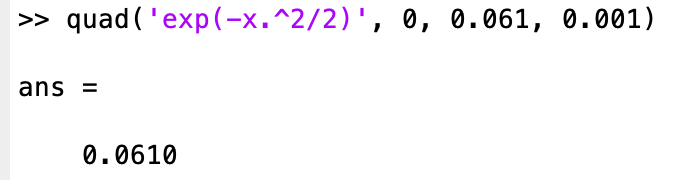 >> quad('exp(-x.^2/2)', 0, 0.061, 0.001)
ans =
0.0610